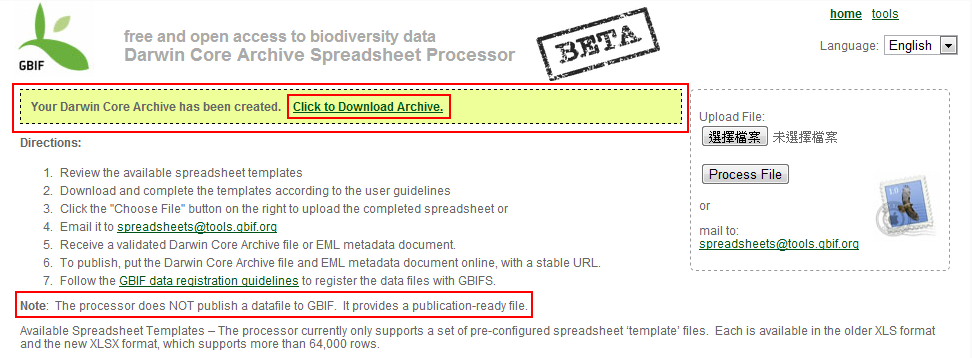 home tools
GBIF
free and open access to biodiversity data
Darwin Core Archive Spreadsheet Processor
BETA
Language: English
Your Darwin Core Archive has been created. Click to Download Archive.
Directions:
1. Review the available spreadsheet templates
2. Download and complete the templates according to the user guidelines
3. Click the "Choose File" button on the right to upload the completed spreadsheet or
4. Email it to spreadsheets@tools.gbif.org
5. Receive a validated Darwin Core Archive file or EML metadata document.
6. To publish, put the Darwin Core Archive file and EML metadata document online, with a stable URL.
7. Follow the GBIF data registration guidelines to register the data files with GBIFS.
Note: The processor does NOT publish a datafile to GBIF. It provides a publication-ready file.
Available Spreadsheet Templates – The processor currently only supports a set of pre-configured spreadsheet ‘template’ files. Each is available in the older XLS format
and the new XLSX format, which supports more than 64,000 rows.
Upload File:
選擇檔案 未選擇檔案
Process File
or
mail to:
spreadsheets@tools.gbif.org